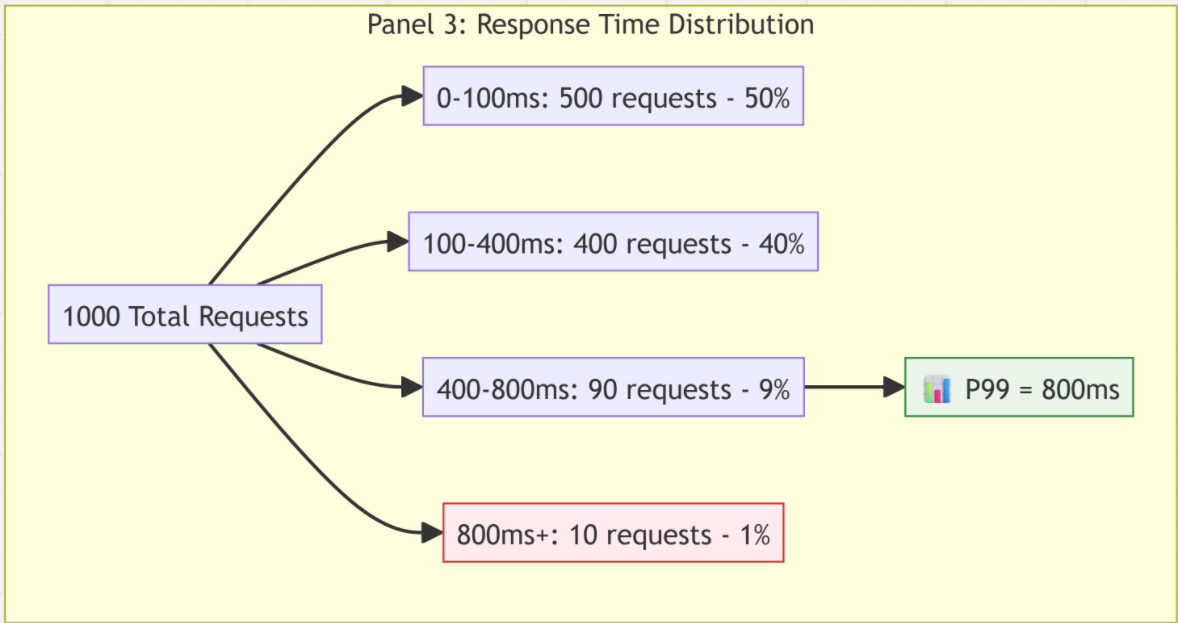 Panel 3: Response Time Distribution
0-100ms: 500 requests - 50%
100-400ms: 400 requests - 40%
1000 Total Requests
400-800ms: 90 requests - 9%
📊 P99 = 800ms
800ms+: 10 requests - 1%